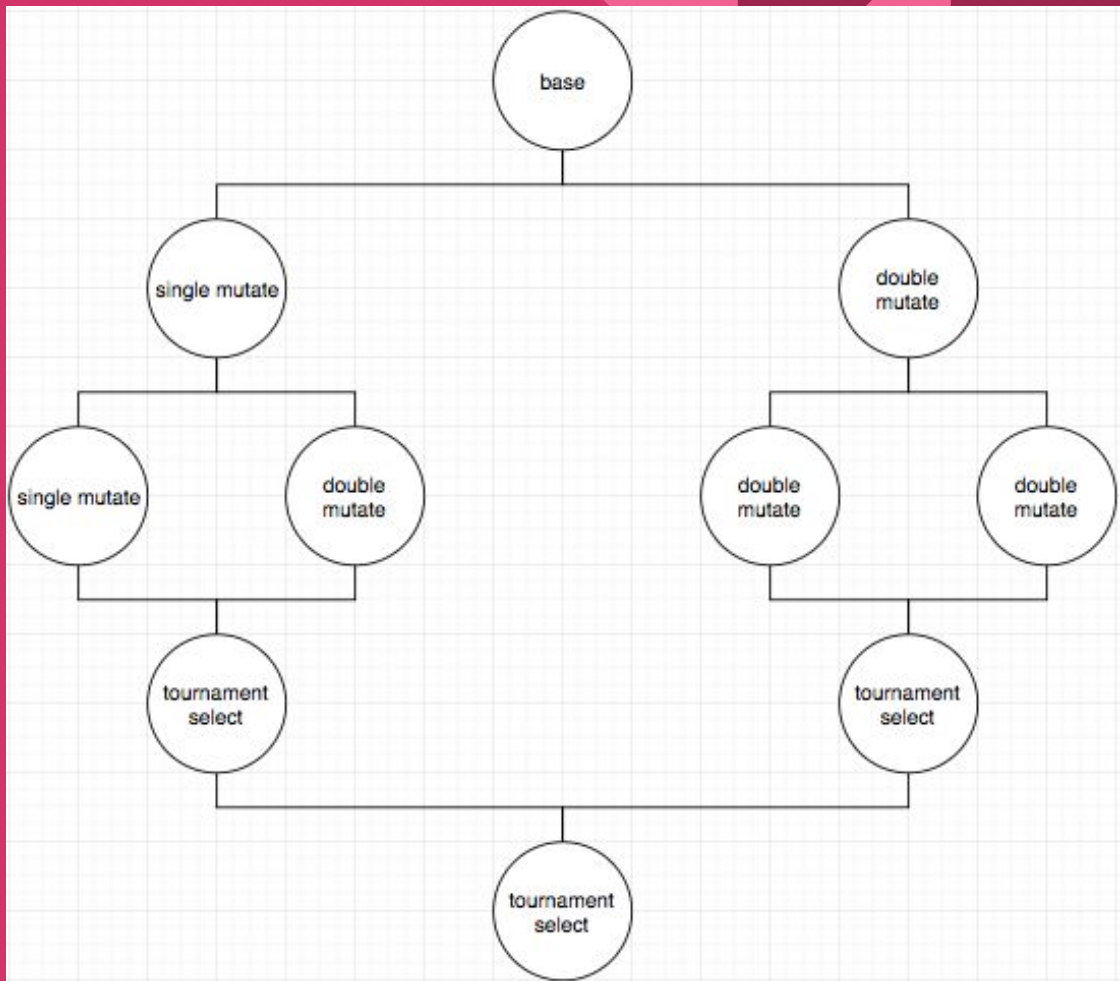 base
single mutate
double
mutate
single mutate
double
mutate
double
mutate
double
mutate
tournament
select
tournament
select
tournament
select